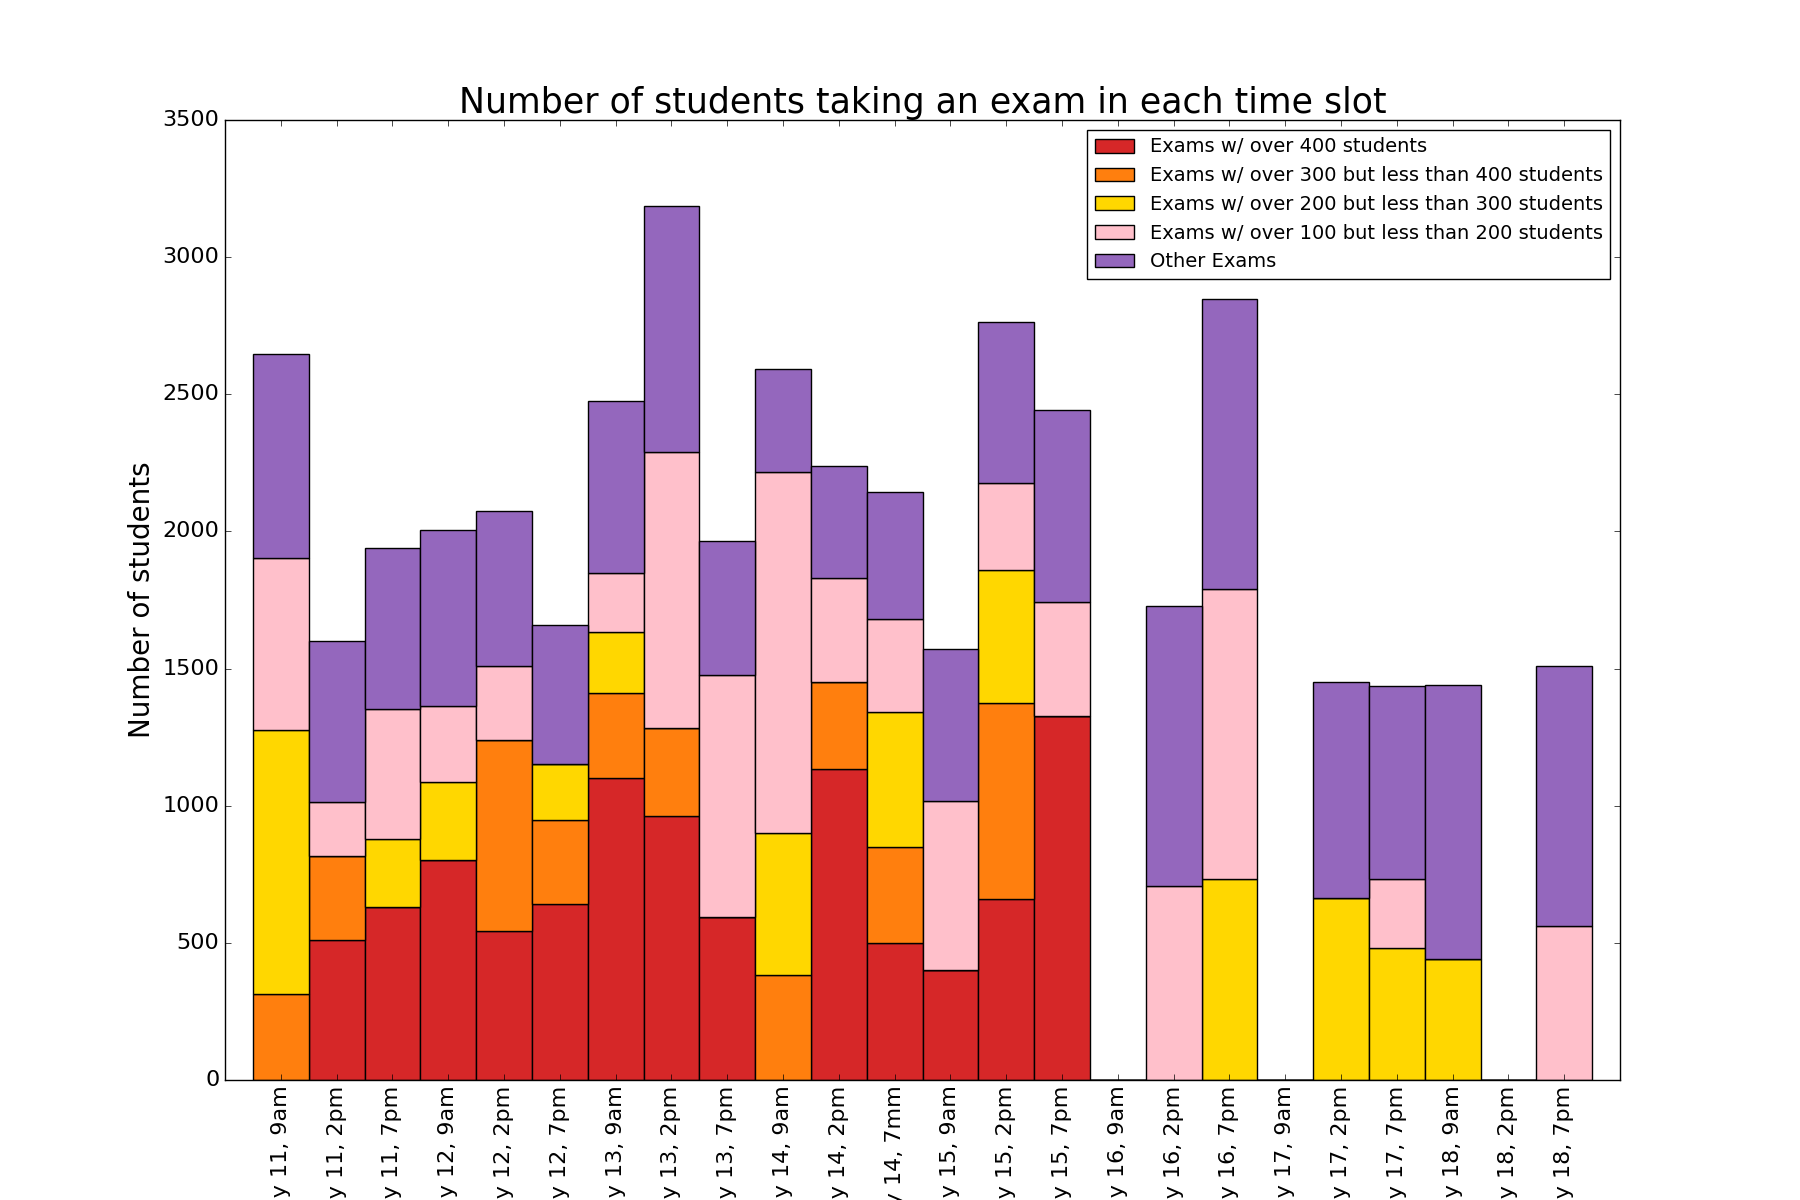 Number of students taking an exam in each time slot
Exams w/ over 400 students
Exams w/ over 300 but less than 400 students
Exams w/ over 200 but less than 300 students
Exams w/ over 100 but less than 200 students
Other Exams
Number of students
3500
3000
2500
2000
1500
1000
500
0
y 11, 9am
y 11, 2pm
y 11, 7pm
y 12, 9am
y 12, 2pm
y 12, 7pm
y 13, 9am
y 13, 2pm
y 13, 7pm
y 14, 9am
y 14, 2pm
y 14, 7mm
y 15, 9am
y 15, 2pm
y 15, 7pm
y 16, 9am
y 16, 2pm
y 16, 7pm
y 17, 9am
y 17, 2pm
y 17, 7pm
y 18, 9am
y 18, 2pm
y 18, 7pm